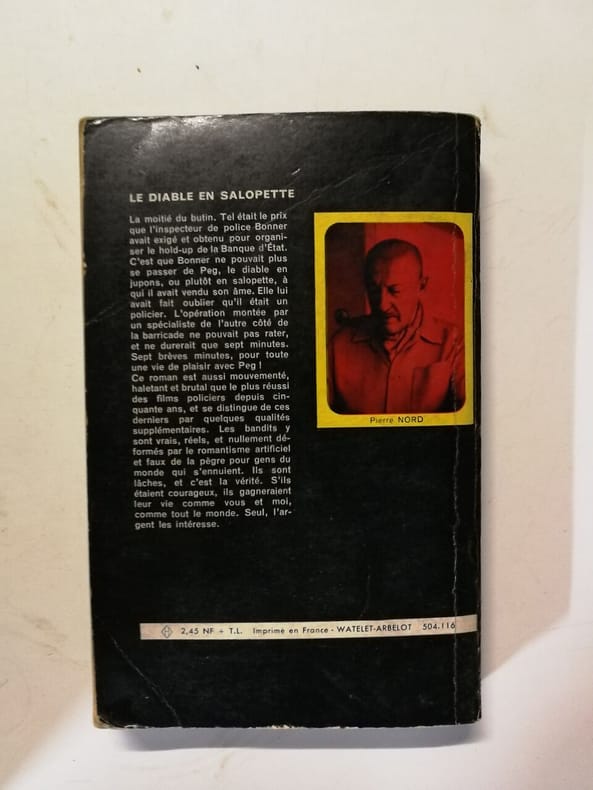 LE DIABLE EN SALOPETTE
La moitié du butin. Tel était le prix
que l'inspecteur de police Bonner
avait exigé et obtenu pour organi-
ser le hold-up de la Banque d'État.
C'est que Bonner ne pouvait plus
se passer de Peg, le diable en
jupons, ou plutôt en salopette, à
qui il avait vendu son âme. Elle lui
avait fait oublier qu'il était un
policier. L'opération montée par
un spécialiste de l'autre côté de
la barricade ne pouvait pas rater,
et ne durerait que sept minutes.
Sept brèves minutes, pour toute
une vie de plaisir avec Peg !
Ce roman est aussi mouvementé,
haletant et brutal que le plus réussi
des films policiers depuis cin-
quante ans, et se distingue de ces
derniers par quelques qualités
supplémentaires. Les bandits y
sont vrais, réels, et nullement dé-
formés par le romantisme artificiel
et faux de la pègre pour gens du
monde qui s'ennuient. Ils sont
lâches, et c'est la vérité. S'ils
étaient courageux, ils gagneraient
leur vie comme vous et moi,
comme tout le monde. Seul, l'ar-
gent les intéresse.
Pierre NORD
H 2,45 NF + T.L. Imprimé en France - WATELET-ARBELOT 504.116